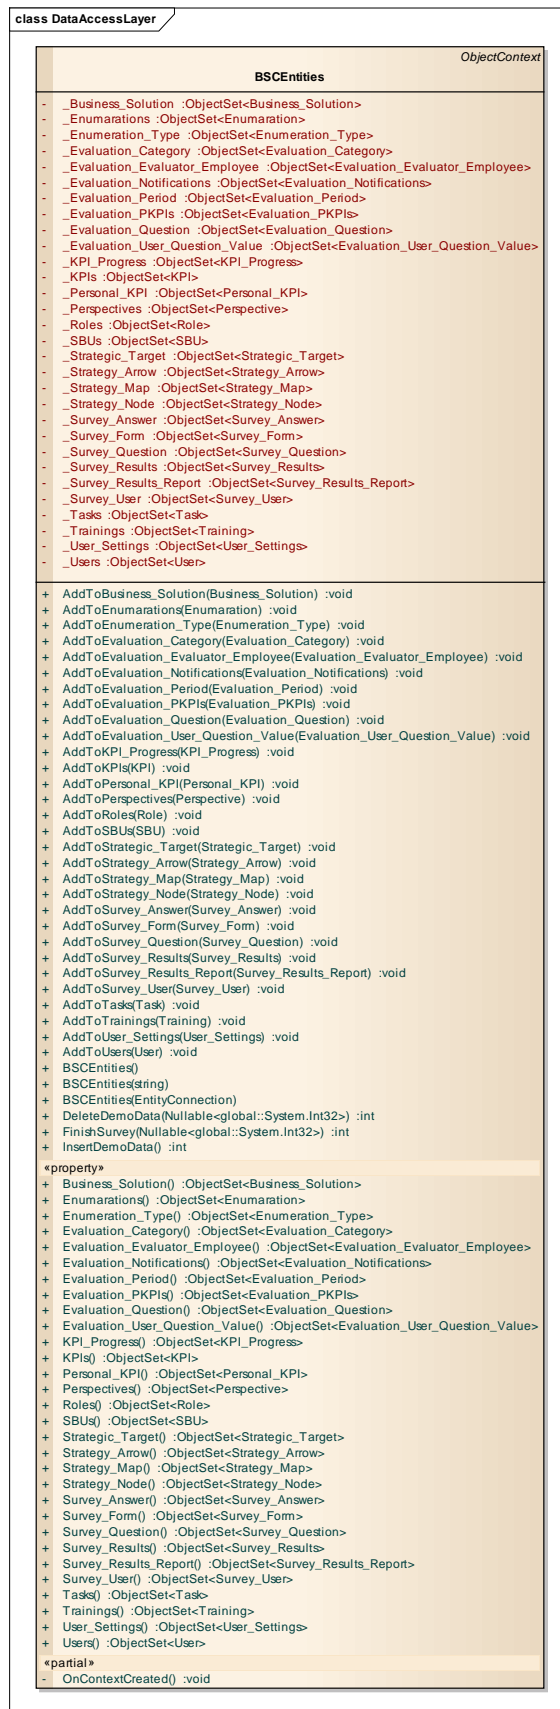 class DataAccessLayer
ObjectContext
BSCEntities
- _Business_Solution :ObjectSet<Business_Solution>
- _Enumarations :ObjectSet<Enumaration>
- _Enumeration_Type :ObjectSet<Enumeration_Type>
- _Evaluation_Category :ObjectSet<Evaluation_Category>
- _Evaluation_Evaluator_Employee :ObjectSet<Evaluation_Evaluator_Employee>
- _Evaluation_Notifications :ObjectSet<Evaluation_Notifications>
- _Evaluation_Period :ObjectSet<Evaluation_Period>
- _Evaluation_PKPIs :ObjectSet<Evaluation_PKPIs>
- _Evaluation_Question :ObjectSet<Evaluation_Question>
- _Evaluation_User_Question_Value :ObjectSet<Evaluation_User_Question_Value>
- _KPI_Progress :ObjectSet<KPI_Progress>
- _KPIs :ObjectSet<KPI>
- _Personal_KPI :ObjectSet<Personal_KPI>
- _Perspectives :ObjectSet<Perspective>
- _Roles :ObjectSet<Role>
- _SBUs :ObjectSet<SBU>
- _Strategic_Target :ObjectSet<Strategic_Target>
- _Strategy_Arrow :ObjectSet<Strategy_Arrow>
- _Strategy_Map :ObjectSet<Strategy_Map>
- _Strategy_Node :ObjectSet<Strategy_Node>
- _Survey_Answer :ObjectSet<Survey_Answer>
- _Survey_Form :ObjectSet<Survey_Form>
- _Survey_Question :ObjectSet<Survey_Question>
- _Survey_Results :ObjectSet<Survey_Results>
- _Survey_Results_Report :ObjectSet<Survey_Results_Report>
- _Survey_User :ObjectSet<Survey_User>
- _Tasks :ObjectSet<Task>
- _Trainings :ObjectSet<Training>
- _User_Settings :ObjectSet<User_Settings>
- _Users :ObjectSet<User>
+ AddToBusiness_Solution(Business_Solution) :void
+ AddToEnumarations(Enumaration) :void
+ AddToEnumeration_Type(Enumeration_Type) :void
+ AddToEvaluation_Category(Evaluation_Category) :void
+ AddToEvaluation_Evaluator_Employee(Evaluation_Evaluator_Employee) :void
+ AddToEvaluation_Notifications(Evaluation_Notifications) :void
+ AddToEvaluation_Period(Evaluation_Period) :void
+ AddToEvaluation_PKPIs(Evaluation_PKPIs) :void
+ AddToEvaluation_Question(Evaluation_Question) :void
+ AddToEvaluation_User_Question_Value(Evaluation_User_Question_Value) :void
+ AddToKPI_Progress(KPI_Progress) :void
+ AddToKPIs(KPI) :void
+ AddToPersonal_KPI(Personal_KPI) :void
+ AddToPerspectives(Perspective) :void
+ AddToRoles(Role) :void
+ AddToSBUs(SBU) :void
+ AddToStrategic_Target(Strategic_Target) :void
+ AddToStrategy_Arrow(Strategy_Arrow) :void
+ AddToStrategy_Map(Strategy_Map) :void
+ AddToStrategy_Node(Strategy_Node) :void
+ AddToSurvey_Answer(Survey_Answer) :void
+ AddToSurvey_Form(Survey_Form) :void
+ AddToSurvey_Question(Survey_Question) :void
+ AddToSurvey_Results(Survey_Results) :void
+ AddToSurvey_Results_Report(Survey_Results_Report) :void
+ AddToSurvey_User(Survey_User) :void
+ AddToTasks(Task) :void
+ AddToTrainings(Training) :void
+ AddToUser_Settings(User_Settings) :void
+ AddToUsers(User) :void
+ BSCEntities()
+ BSCEntities(string)
+ BSCEntities(EntityConnection)
+ DeleteDemoData(Nullable<global::System.Int32>) :int
+ FinishSurvey(Nullable<global::System.Int32>) :int
+ InsertDemoData() :int
«property»
+ Business_Solution() :ObjectSet<Business_Solution>
+ Enumarations() :ObjectSet<Enumaration>
+ Enumeration_Type() :ObjectSet<Enumeration_Type>
+ Evaluation_Category() :ObjectSet<Evaluation_Category>
+ Evaluation_Evaluator_Employee() :ObjectSet<Evaluation_Evaluator_Employee>
+ Evaluation_Notifications() :ObjectSet<Evaluation_Notifications>
+ Evaluation_Period() :ObjectSet<Evaluation_Period>
+ Evaluation_PKPIs() :ObjectSet<Evaluation_PKPIs>
+ Evaluation_Question() :ObjectSet<Evaluation_Question>
+ Evaluation_User_Question_Value() :ObjectSet<Evaluation_User_Question_Value>
+ KPI_Progress() :ObjectSet<KPI_Progress>
+ KPIs() :ObjectSet<KPI>
+ Personal_KPI() :ObjectSet<Personal_KPI>
+ Perspectives() :ObjectSet<Perspective>
+ Roles() :ObjectSet<Role>
+ SBUs() :ObjectSet<SBU>
+ Strategic_Target() :ObjectSet<Strategic_Target>
+ Strategy_Arrow() :ObjectSet<Strategy_Arrow>
+ Strategy_Map() :ObjectSet<Strategy_Map>
+ Strategy_Node() :ObjectSet<Strategy_Node>
+ Survey_Answer() :ObjectSet<Survey_Answer>
+ Survey_Form() :ObjectSet<Survey_Form>
+ Survey_Question() :ObjectSet<Survey_Question>
+ Survey_Results() :ObjectSet<Survey_Results>
+ Survey_Results_Report() :ObjectSet<Survey_Results_Report>
+ Survey_User() :ObjectSet<Survey_User>
+ Tasks() :ObjectSet<Task>
+ Trainings() :ObjectSet<Training>
+ User_Settings() :ObjectSet<User_Settings>
+ Users() :ObjectSet<User>
«partial»
- OnContextCreated() :void